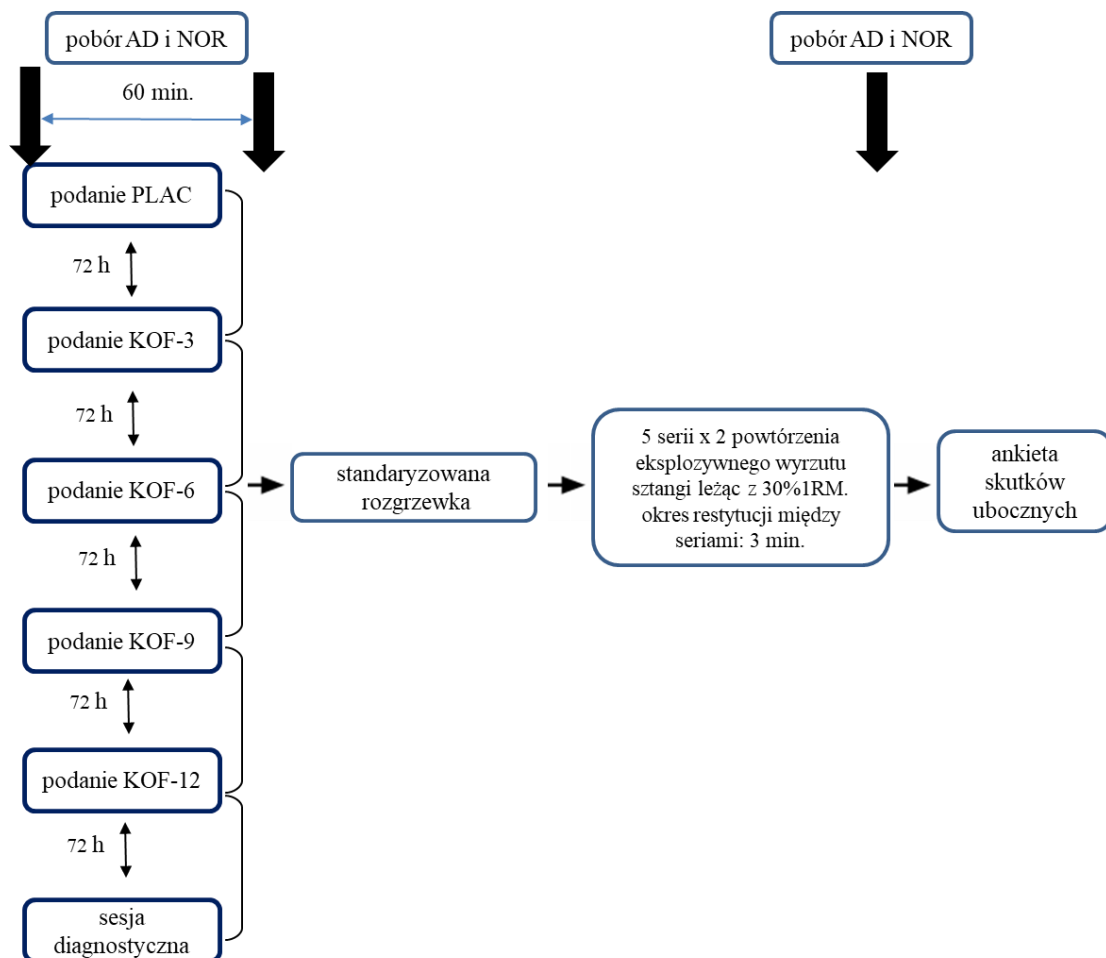 pobór AD i NOR
pobór AD i NOR
60 min.
podanie PLAC
72 h
podanie KOF-3
72 h
podanie KOF-6
72 h
podanie KOF-9
72 h
podanie KOF-12
72 h
sesja
diagnostyczna
standaryzowana
rozgrzewka
5 serii x 2 powtórzenia
eksplozywnego wyrzutu
sztangi leżąc z 30%1RM.
okres restytucji między
seriami: 3 min.
ankieta
skutków
ubocznych